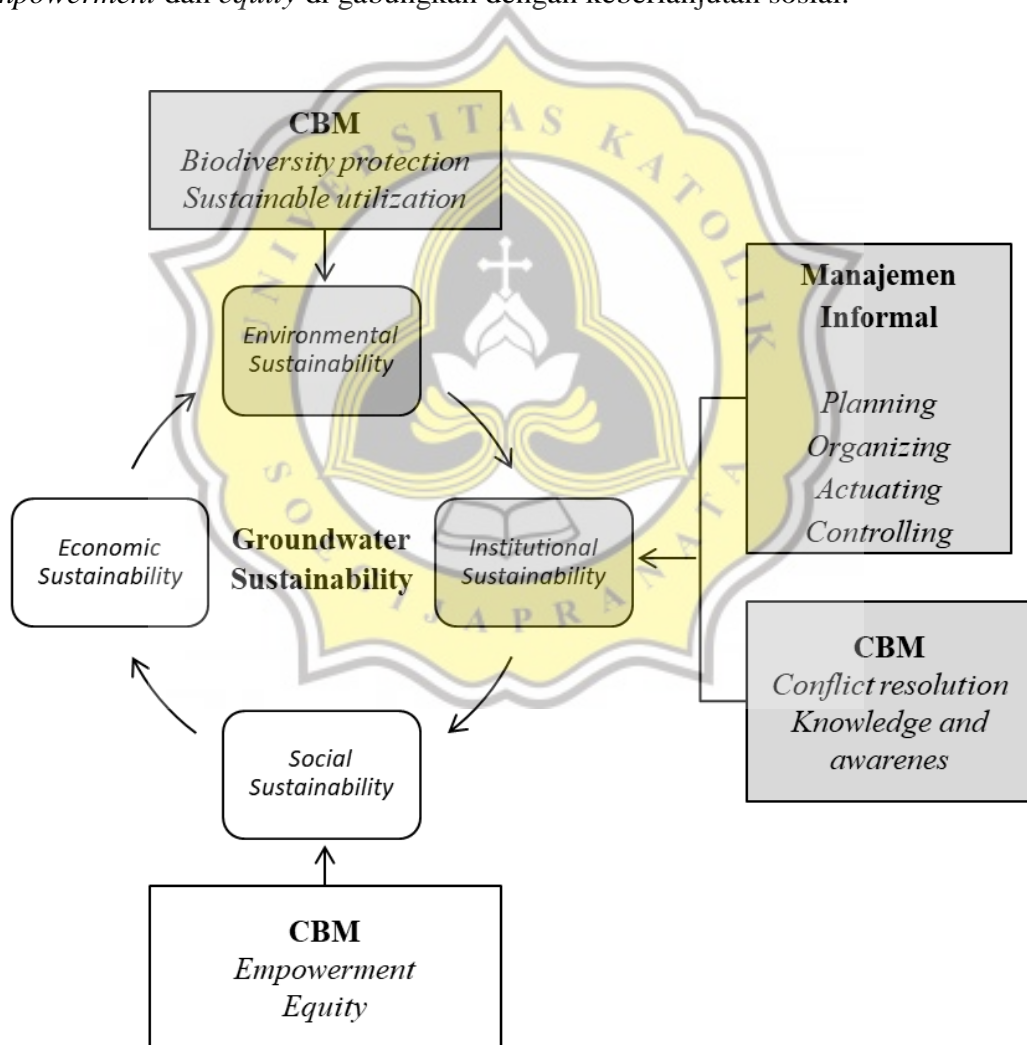 empowerment dan equity di gabungkan dengan keberlanjutan sosial.
CBM
Biodiversity protection
Sustainable utilization
UNIVERSITAS KATOLIK
Manajemen
Informal
Planning
Organizing
Actuating
Controlling
Environmental
Sustainability
Economic
Sustainability
Groundwater
Sustainability
Institutional
Sustainability
SOEGIJAPRANATA
CBM
Conflict resolution
Knowledge and
awarenes
Social
Sustainability
CBM
Empowerment
Equity